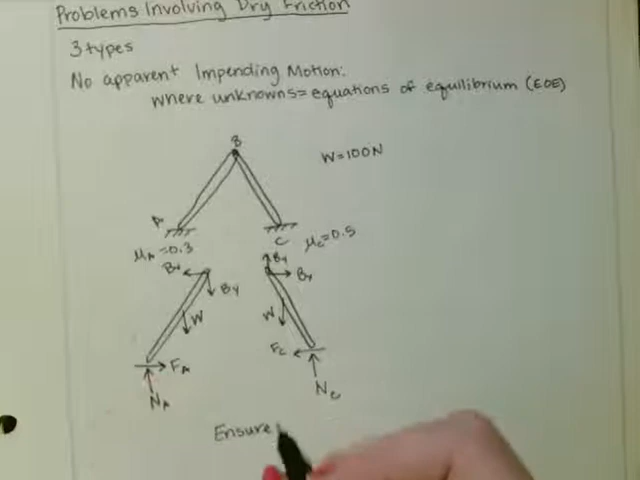 Problems Involving Dry Friction
3 types
No apparent Impending Motion:
where unknowns = equations of equilibrium (EOE)
B
W=100N
A
C
μA=0.3
μC=0.5
Bx
By
By
Bx
W
W
FA
FC
NA
NC
Ensure